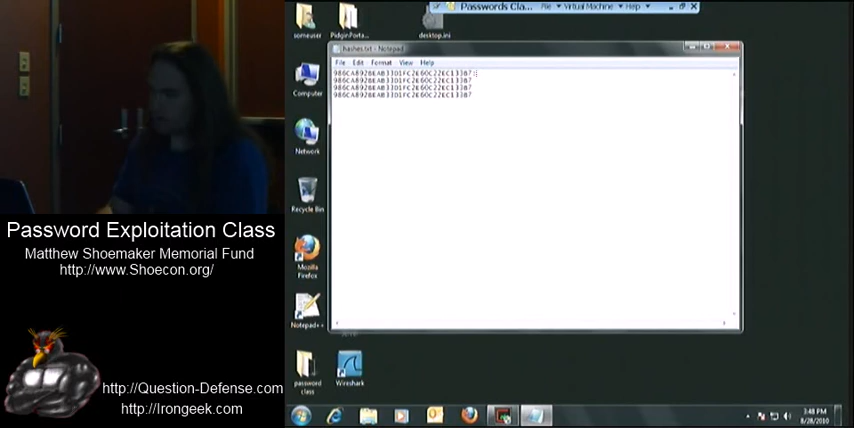 Passwords Cla...
File
Virtual Machine
Help
someuser
PidginPorta...
desktop.ini
hashes.txt - Notepad
File Edit Format View Help
Computer
Network
Recycle Bin
Mozilla
Firefox
Notepad++
password
class
Wireshark
3:48 PM
8/28/2010
Password Exploitation Class
Matthew Shoemaker Memorial Fund
http://www.Shoecon.org/
http://Question-Defense.com
http://Irongeek.com